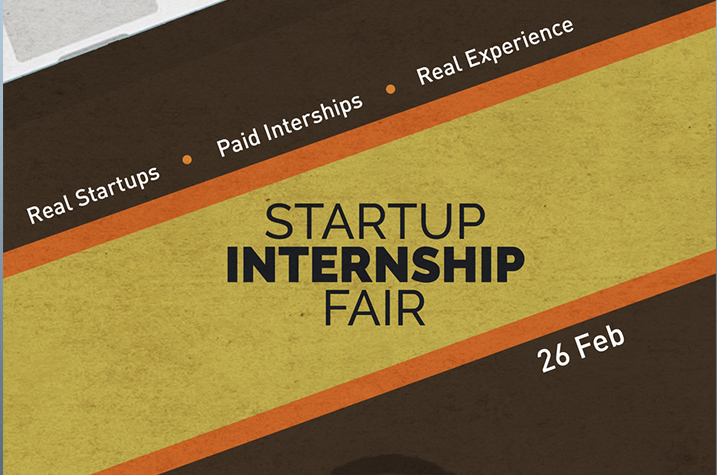 Real Startups • Paid Interships • Real Experience
STARTUP
INTERNSHIP
FAIR
26 Feb